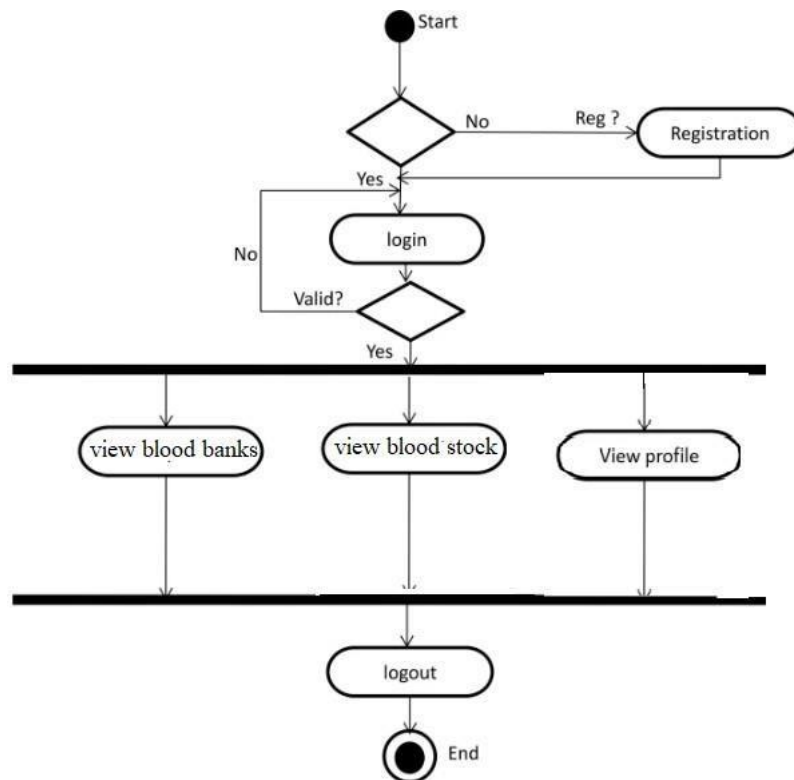 Start
No
Reg ?
Registration
Yes
login
No
Valid?
Yes
view blood banks
view blood stock
View profile
logout
End